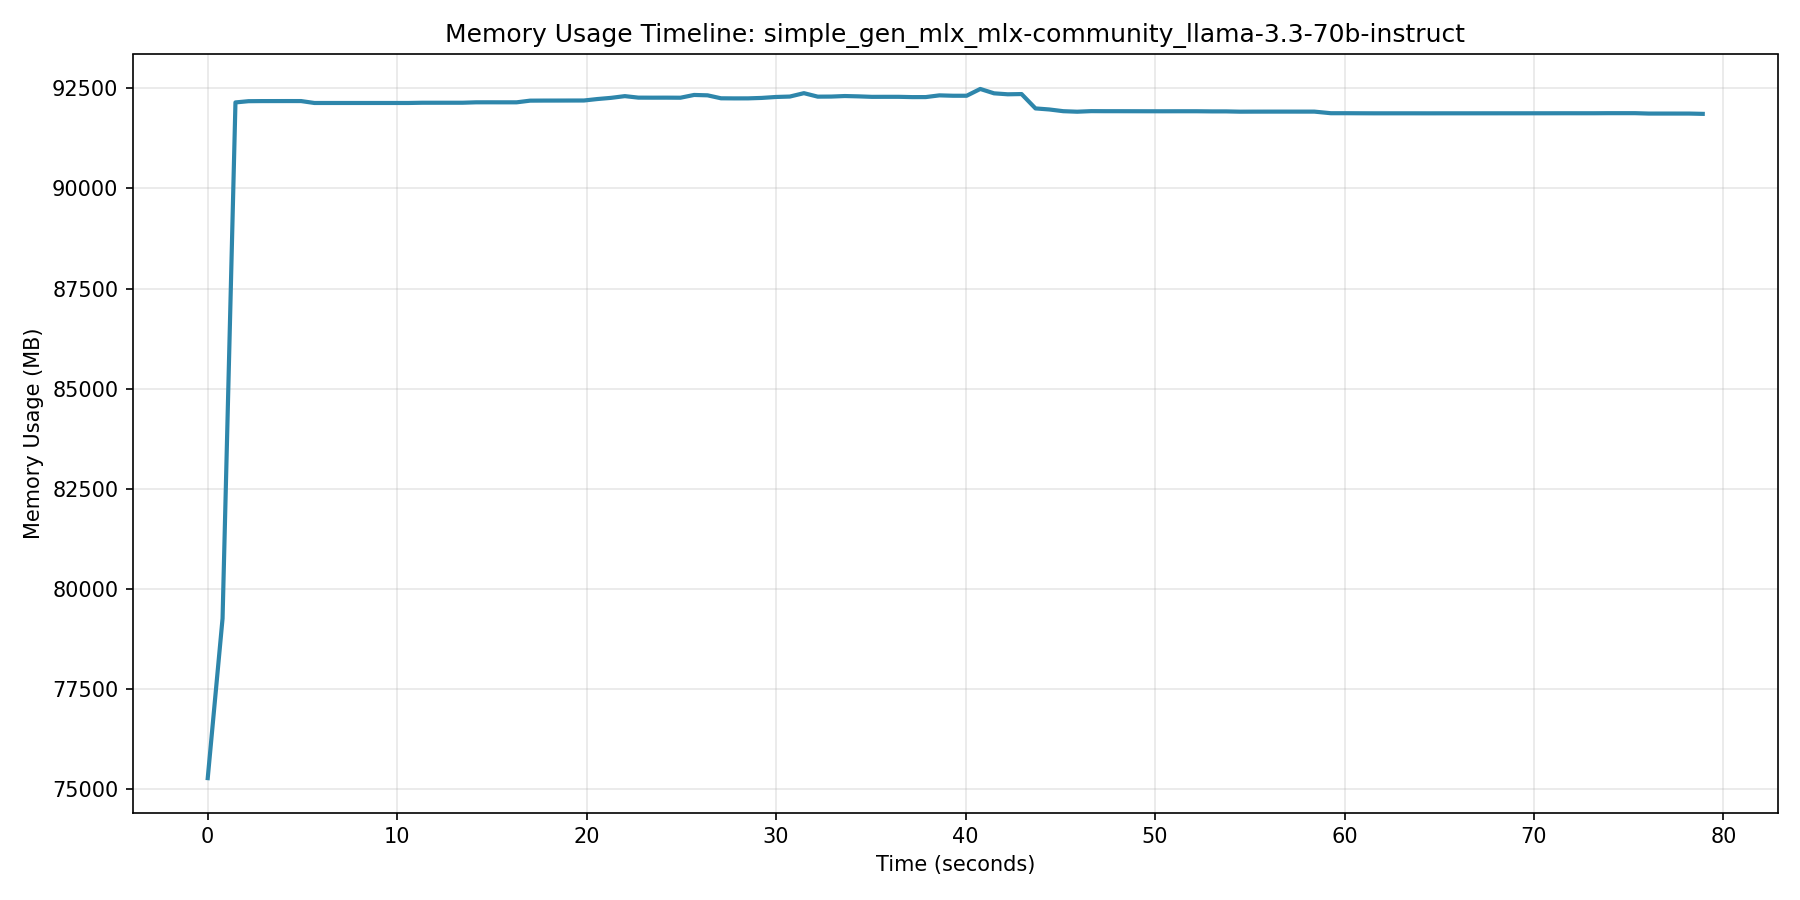 Memory Usage Timeline: simple_gen_mlx_mlx-community_llama-3.3-70b-instruct
Memory Usage (MB)
92500
90000
87500
85000
82500
80000
77500
75000
0 10 20 30 40 50 60 70 80
Time (seconds)